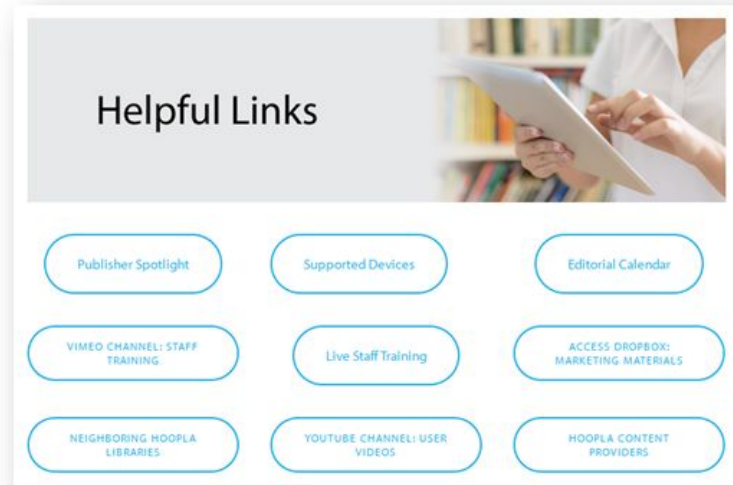 Helpful Links
Publisher Spotlight
Supported Devices
Editorial Calendar
VIMEO CHANNEL: STAFF
TRAINING
Live Staff Training
ACCESS DROPBOX:
MARKETING MATERIALS
NEIGHBORING HOOPLA
LIBRARIES
YOUTUBE CHANNEL: USER
VIDEOS
HOOPLA CONTENT
PROVIDERS